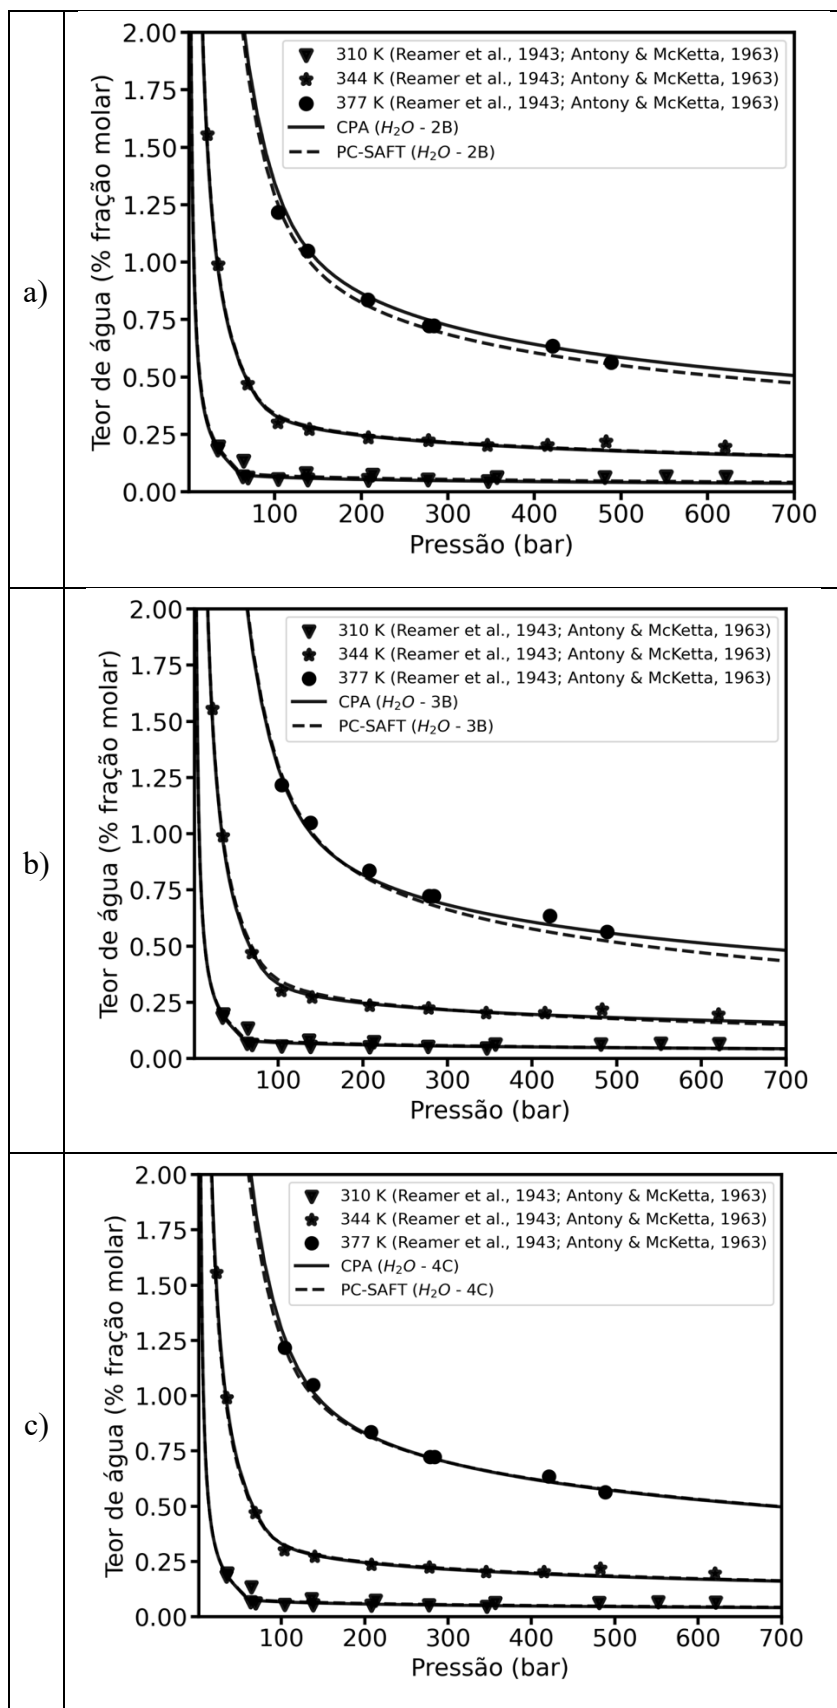 a)
2.00
1.75
1.50
1.25
1.00
0.75
0.50
0.25
0.00
Teor de água (% fração molar)
310 K (Reamer et al., 1943; Antony & McKetta, 1963)
344 K (Reamer et al., 1943; Antony & McKetta, 1963)
377 K (Reamer et al., 1943; Antony & McKetta, 1963)
CPA (H₂O - 2B)
PC-SAFT (H₂O - 2B)
100 200 300 400 500 600 700
Pressão (bar)
b)
2.00
1.75
1.50
1.25
1.00
0.75
0.50
0.25
0.00
Teor de água (% fração molar)
310 K (Reamer et al., 1943; Antony & McKetta, 1963)
344 K (Reamer et al., 1943; Antony & McKetta, 1963)
377 K (Reamer et al., 1943; Antony & McKetta, 1963)
CPA (H₂O - 3B)
PC-SAFT (H₂O - 3B)
100 200 300 400 500 600 700
Pressão (bar)
c)
2.00
1.75
1.50
1.25
1.00
0.75
0.50
0.25
0.00
Teor de água (% fração molar)
310 K (Reamer et al., 1943; Antony & McKetta, 1963)
344 K (Reamer et al., 1943; Antony & McKetta, 1963)
377 K (Reamer et al., 1943; Antony & McKetta, 1963)
CPA (H₂O - 4C)
PC-SAFT (H₂O - 4C)
100 200 300 400 500 600 700
Pressão (bar)